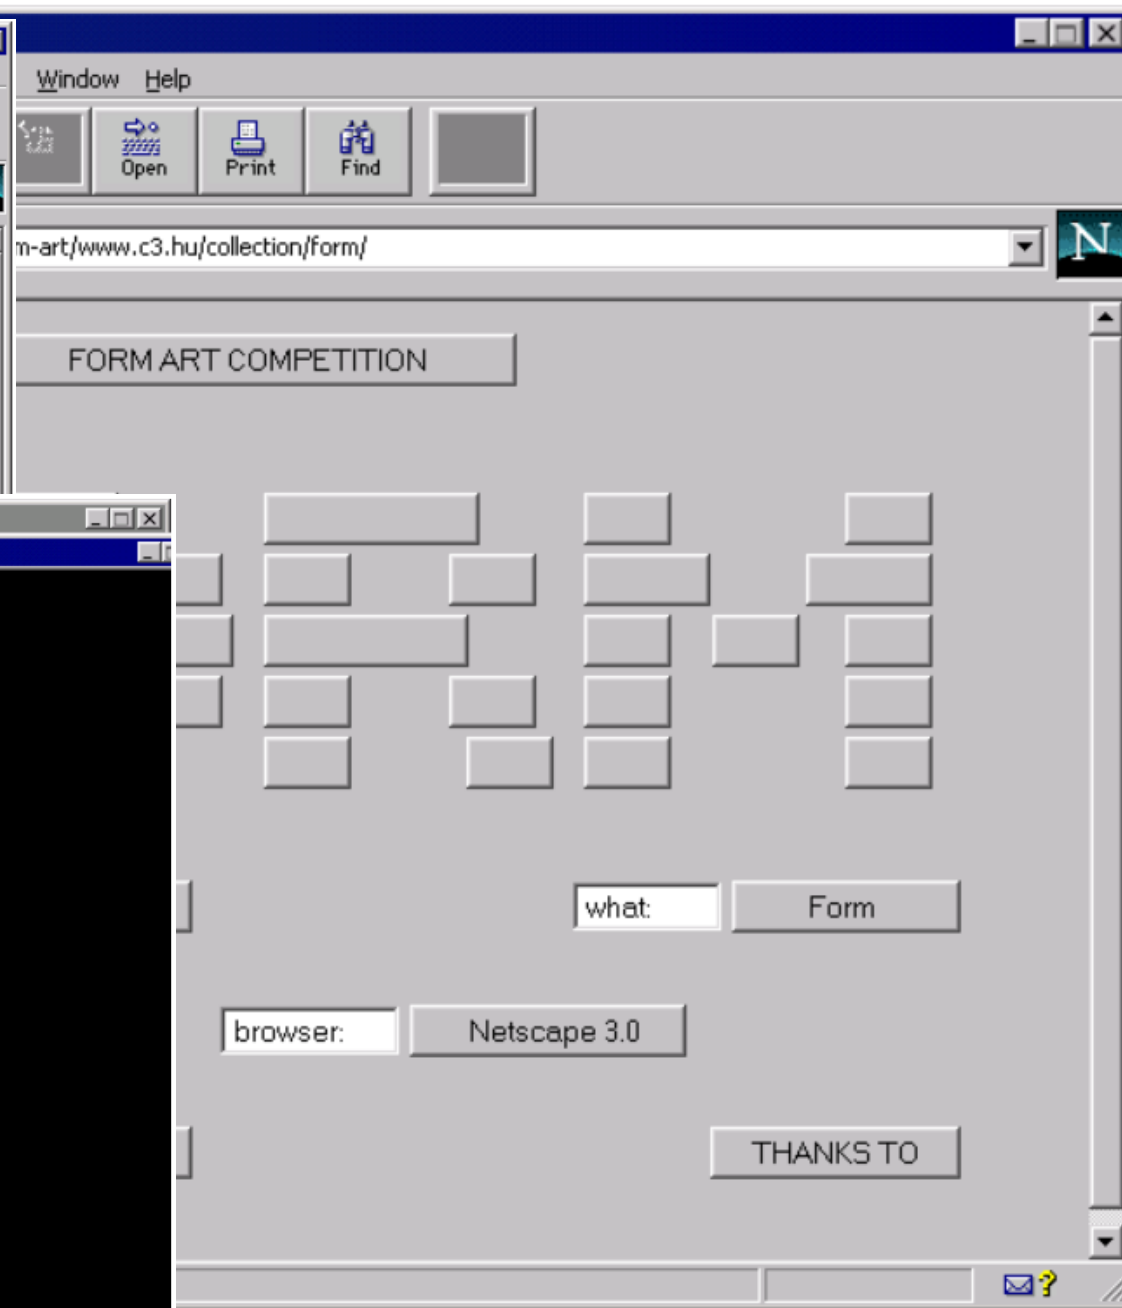 Window Help
Open Print Find
m-art/www.c3.hu/collection/form/
N
FORM ART COMPETITION
what: Form
browser: Netscape 3.0
THANKS TO
?